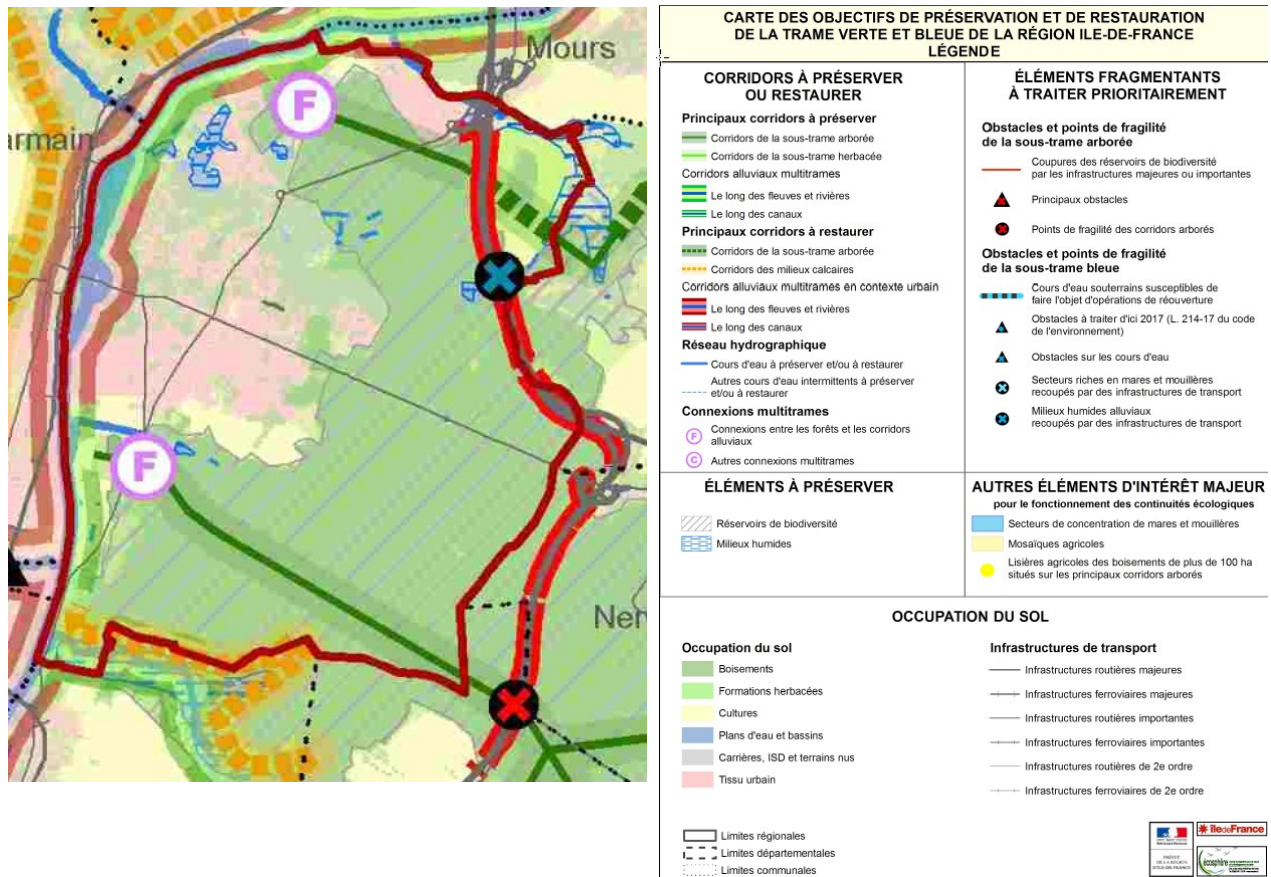 Mours
armain
F
F
Ner
CARTE DES OBJECTIFS DE PRÉSERVATION ET DE RESTAURATION
DE LA TRAME VERTE ET BLEUE DE LA RÉGION ILE-DE-FRANCE
LÉGENDE
CORRIDORS À PRÉSERVER
OU RESTAURER
Principaux corridors à préserver
Corridors de la sous-trame arborée
Corridors de la sous-trame herbacée
Corridors alluviaux multitrames
Le long des fleuves et rivières
Le long des canaux
Principaux corridors à restaurer
Corridors de la sous-trame arborée
Corridors des milieux calcaires
Corridors alluviaux multitrames en contexte urbain
Le long des fleuves et rivières
Le long des canaux
Réseau hydrographique
Cours d'eau à préserver et/ou à restaurer
Autres cours d'eau intermittents à préserver
et/ou à restaurer
Connexions multitrames
F
Connexions entre les forêts et les corridors
alluviaux
C
Autres connexions multitrames
ÉLÉMENTS FRAGMENTANTS
À TRAITER PRIORITAIREMENT
Obstacles et points de fragilité
de la sous-trame arborée
Coupures des réservoirs de biodiversité
par les infrastructures majeures ou importantes
Principaux obstacles
Points de fragilité des corridors arborés
Obstacles et points de fragilité
de la sous-trame bleue
Cours d'eau souterrains susceptibles de
faire l'objet d'opérations de réouverture
Obstacles à traiter d'ici 2017 (L. 214-17 du code
de l'environnement)
Obstacles sur les cours d'eau
Secteurs riches en mares et mouillères
recoupés par des infrastructures de transport
Milieux humides alluviaux
recoupés par des infrastructures de transport
ÉLÉMENTS À PRÉSERVER
Réservoirs de biodiversité
Milieux humides
AUTRES ÉLÉMENTS D'INTÉRÊT MAJEUR
pour le fonctionnement des continuités écologiques
Secteurs de concentration de mares et mouillères
Mosaïques agricoles
Lisières agricoles des boisements de plus de 100 ha
situés sur les principaux corridors arborés
OCCUPATION DU SOL
Occupation du sol
Boisements
Formations herbacées
Cultures
Plans d'eau et bassins
Carrières, ISD et terrains nus
Tissu urbain
Infrastructures de transport
Infrastructures routières majeures
Infrastructures ferroviaires majeures
Infrastructures routières importantes
Infrastructures ferroviaires importantes
Infrastructures routières de 2e ordre
Infrastructures ferroviaires de 2e ordre
Limites régionales
Limites départementales
Limites communales
PRÉFET
DE LA RÉGION
ILE-DE-FRANCE
îledeFrance
écosphère